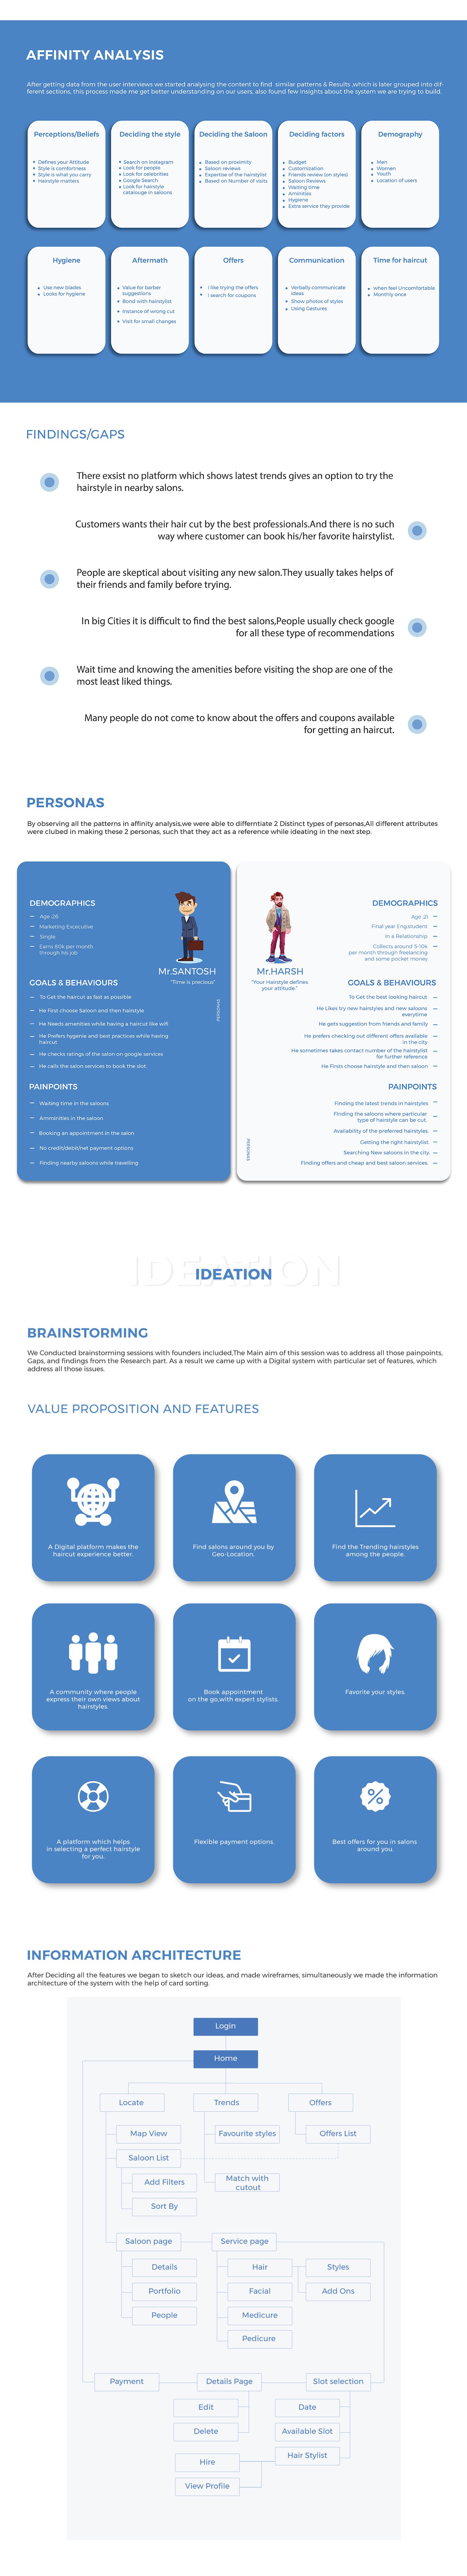 AFFINITY ANALYSIS
After getting data from the user interviews we started analysing the content to find similar patterns & Results ,which is later grouped into dif-
ferent sections, this process made me get better understanding on our users, also found few insights about the system we are trying to build.
Perceptions/Beliefs
Defines your Attitude
Style is comfortness
Style is what you carry
Hairstyle matters
Deciding the style
Search on Instagram
Look for people
Look for celebrities
Google Search
Look for hairstyle
catalouge in saloons
Deciding the Saloon
Based on proximity
Saloon reviews
Expertise of the hairstylist
Based on Number of visits
Deciding factors
Budget
Customization
Friends review (on styles)
Saloon Reviews
Waiting time
Aminities
Hygiene
Extra service they provide
Demography
Men
Women
Youth
Location of users
Hygiene
Use new blades
Looks for hygiene
Aftermath
Value for barber
suggestions
Bond with hairstylist
Instance of wrong cut
Visit for small changes
Offers
I like trying the offers
I search for coupons
Communication
Verbally communicate
ideas
Show photos of styles
Using Gestures
Time for haircut
when feel Uncomfortable
Monthly once
FINDINGS/GAPS
There exsist no platform which shows latest trends gives an option to try the
hairstyle in nearby salons.
Customers wants their hair cut by the best professionals.And there is no such
way where customer can book his/her favorite hairstylist.
People are skeptical about visiting any new salon.They usually takes helps of
their friends and family before trying.
In big Cities it is difficult to find the best salons,People usually check google
for all these type of recommendations
Wait time and knowing the amenities before visiting the shop are one of the
most least liked things.
Many people do not come to know about the offers and coupons available
for getting an haircut.
PERSONAS
By observing all the patterns in affinity analysis,we were able to differntiate 2 Distinct types of personas,All different attributes
were clubed in making these 2 personas, such that they act as a reference while ideating in the next step.
DEMOGRAPHICS
Age -26
Marketing Excecutive
Single
Earns 80k per month
through his job
Mr.SANTOSH
"Time is precious"
GOALS & BEHAVIOURS
To Get the haircut as fast as possible
He First choose Saloon and then hairstyle
He Needs amenities while having a haircut like wifi
He Prefers hygenie and best practices while having
haircut
He checks ratings of the salon on google services
He calls the salon services to book the slot.
PERSONAS
PAINPOINTS
Waiting time in the saloons
Amminities in the saloon
Booking an appointment in the salon
No credit/debit/net payment options
Finding nearby saloons while travelling
DEMOGRAPHICS
Age -21
Final year Eng.student
In a Relationship
Collects around 5-10k
per month through freelancing
and some pocket money
Mr.HARSH
"Your Hairstyle defines
your attitude."
GOALS & BEHAVIOURS
To Get the best looking haircut
He Likes try new hairstyles and new saloons
everytime
He gets suggestion from friends and family
He prefers checking out different offers available
in the city
He sometimes takes contact number of the hairstylist
for further reference
He Firsts choose hairstyle and then saloon
PAINPOINTS
Finding the latest trends in hairstyles
Finding the saloons where particular
type of hairstyle can be cut.
Availability of the preferred hairstyles.
Getting the right hairstylist.
Searching New saloons in the city.
Finding offers and cheap and best saloon services.
PERSONAS
IDEATION
IDEATION
BRAINSTORMING
We Conducted brainstorming sessions with founders included,The Main aim of this session was to address all those painpoints,
Gaps, and findings from the Research part. As a result we came up with a Digital system with particular set of features, which
address all those issues.
VALUE PROPOSITION AND FEATURES
A Digital platform makes the
haircut experience better.
Find salons around you by
Geo-Location.
Find the Trending hairstyles
among the people.
A community where people
express their own views about
hairstyles.
Book appointment
on the go,with expert stylists.
Favorite your styles.
A platform which helps
in selecting a perfect hairstyle
for you.
Flexible payment options.
Best offers for you in salons
around you.
INFORMATION ARCHITECTURE
After Deciding all the features we began to sketch our ideas, and made wireframes, simultaneously we made the information
architecture of the system with the help of card sorting.
Login
Home
Locate
Trends
Offers
Map View
Favourite styles
Offers List
Saloon List
Add Filters
Match with
cutout
Sort By
Saloon page
Service page
Details
Hair
Styles
Portfolio
Facial
Add Ons
People
Medicure
Pedicure
Payment
Details Page
Slot selection
Edit
Date
Delete
Available Slot
Hire
Hair Stylist
View Profile